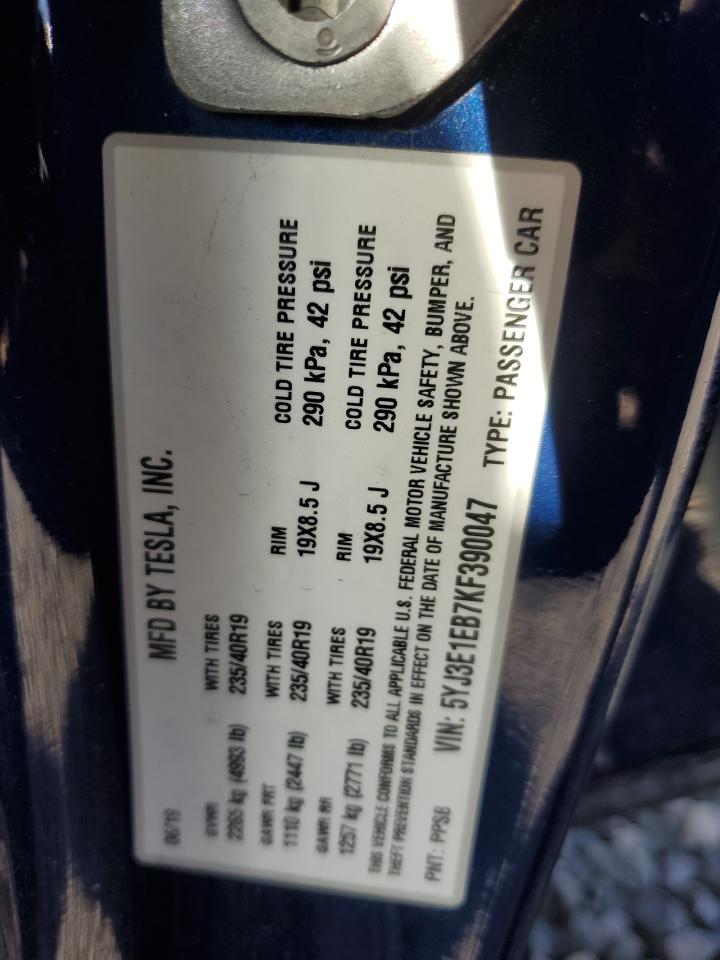 MFD BY TESLA, INC.
06/19
GVWR WITH TIRES
2265 kg (4993 lb) 235/40R19
GAWR FRT WITH TIRES RIM COLD TIRE PRESSURE
1110 kg (2447 lb) 235/40R19 19X8.5 J 290 kPa, 42 psi
GAWR RR WITH TIRES RIM COLD TIRE PRESSURE
1257 kg (2771 lb) 235/40R19 19X8.5 J 290 kPa, 42 psi
THIS VEHICLE CONFORMS TO ALL APPLICABLE U.S. FEDERAL MOTOR VEHICLE SAFETY, BUMPER, AND
THEFT PREVENTION STANDARDS IN EFFECT ON THE DATE OF MANUFACTURE SHOWN ABOVE.
PNT: PPSB VIN: 5YJ3E1EB7KF390047 TYPE: PASSENGER CAR